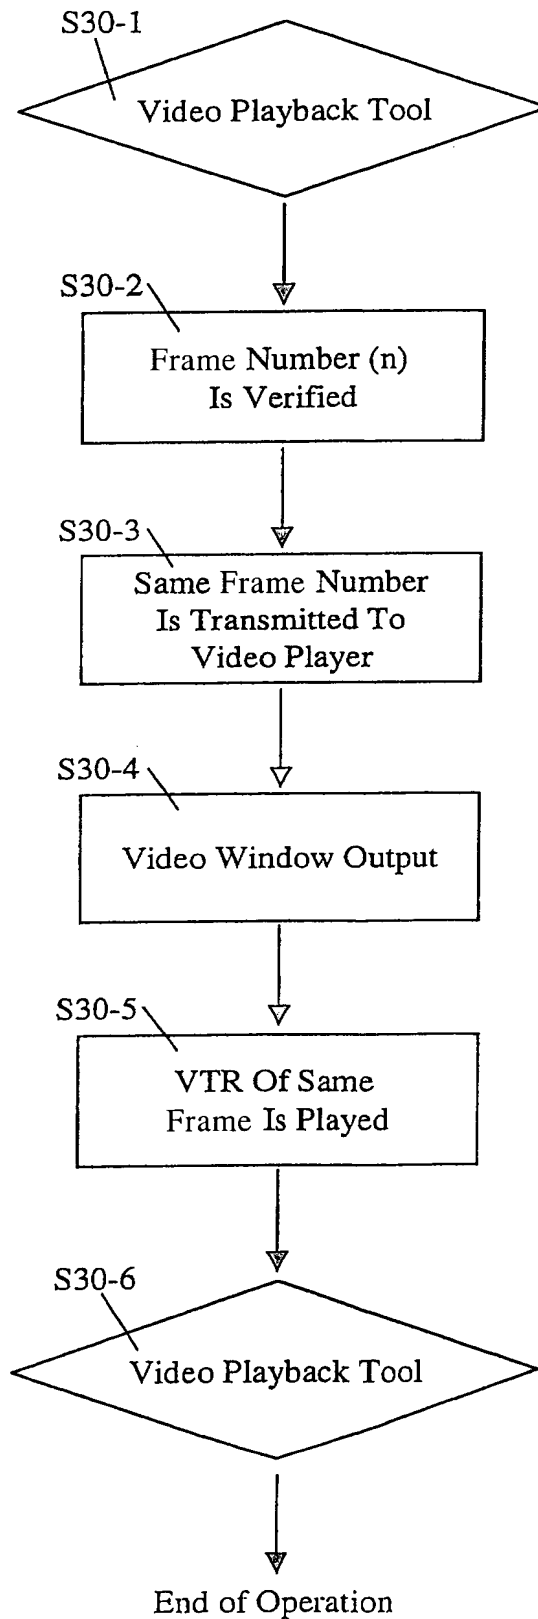 S30-1
Video Playback Tool
S30-2
Frame Number (n)
Is Verified
S30-3
Same Frame Number
Is Transmitted To
Video Player
S30-4
Video Window Output
S30-5
VTR Of Same
Frame Is Played
S30-6
Video Playback Tool
End of Operation